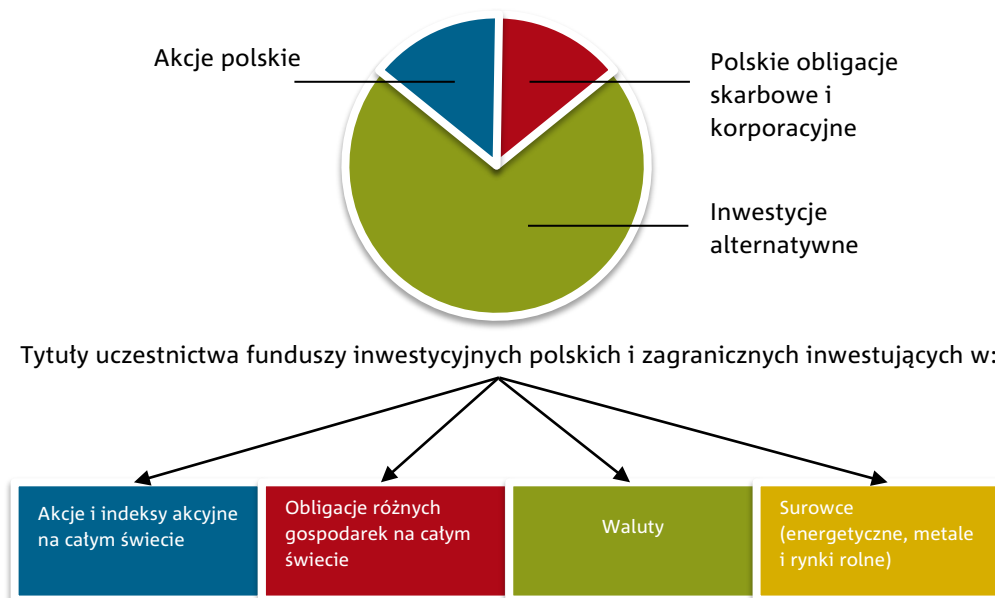 Akcje polskie
Polskie obligacje
skarbowe i
korporacyjne
Inwestycje
alternatywne
Tytuły uczestnictwa funduszy inwestycyjnych polskich i zagranicznych inwestujących w:
Akcje i indeksy akcyjne
na całym świecie
Obligacje różnych
gospodarek na całym
świecie
Waluty
Surowce
(energetyczne, metale
i rynki rolne)